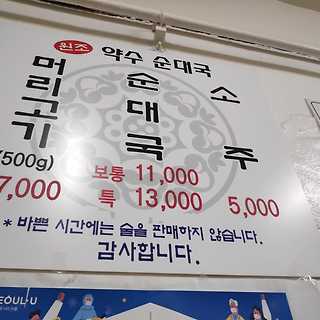 원조 약수 순대국
머리고기
(500g)
7,000
순대국
보통 11,000
특 13,000
소주
5,000
* 바쁜 시간에는 술을 판매하지 않습니다.
감사합니다.
EOUL·U